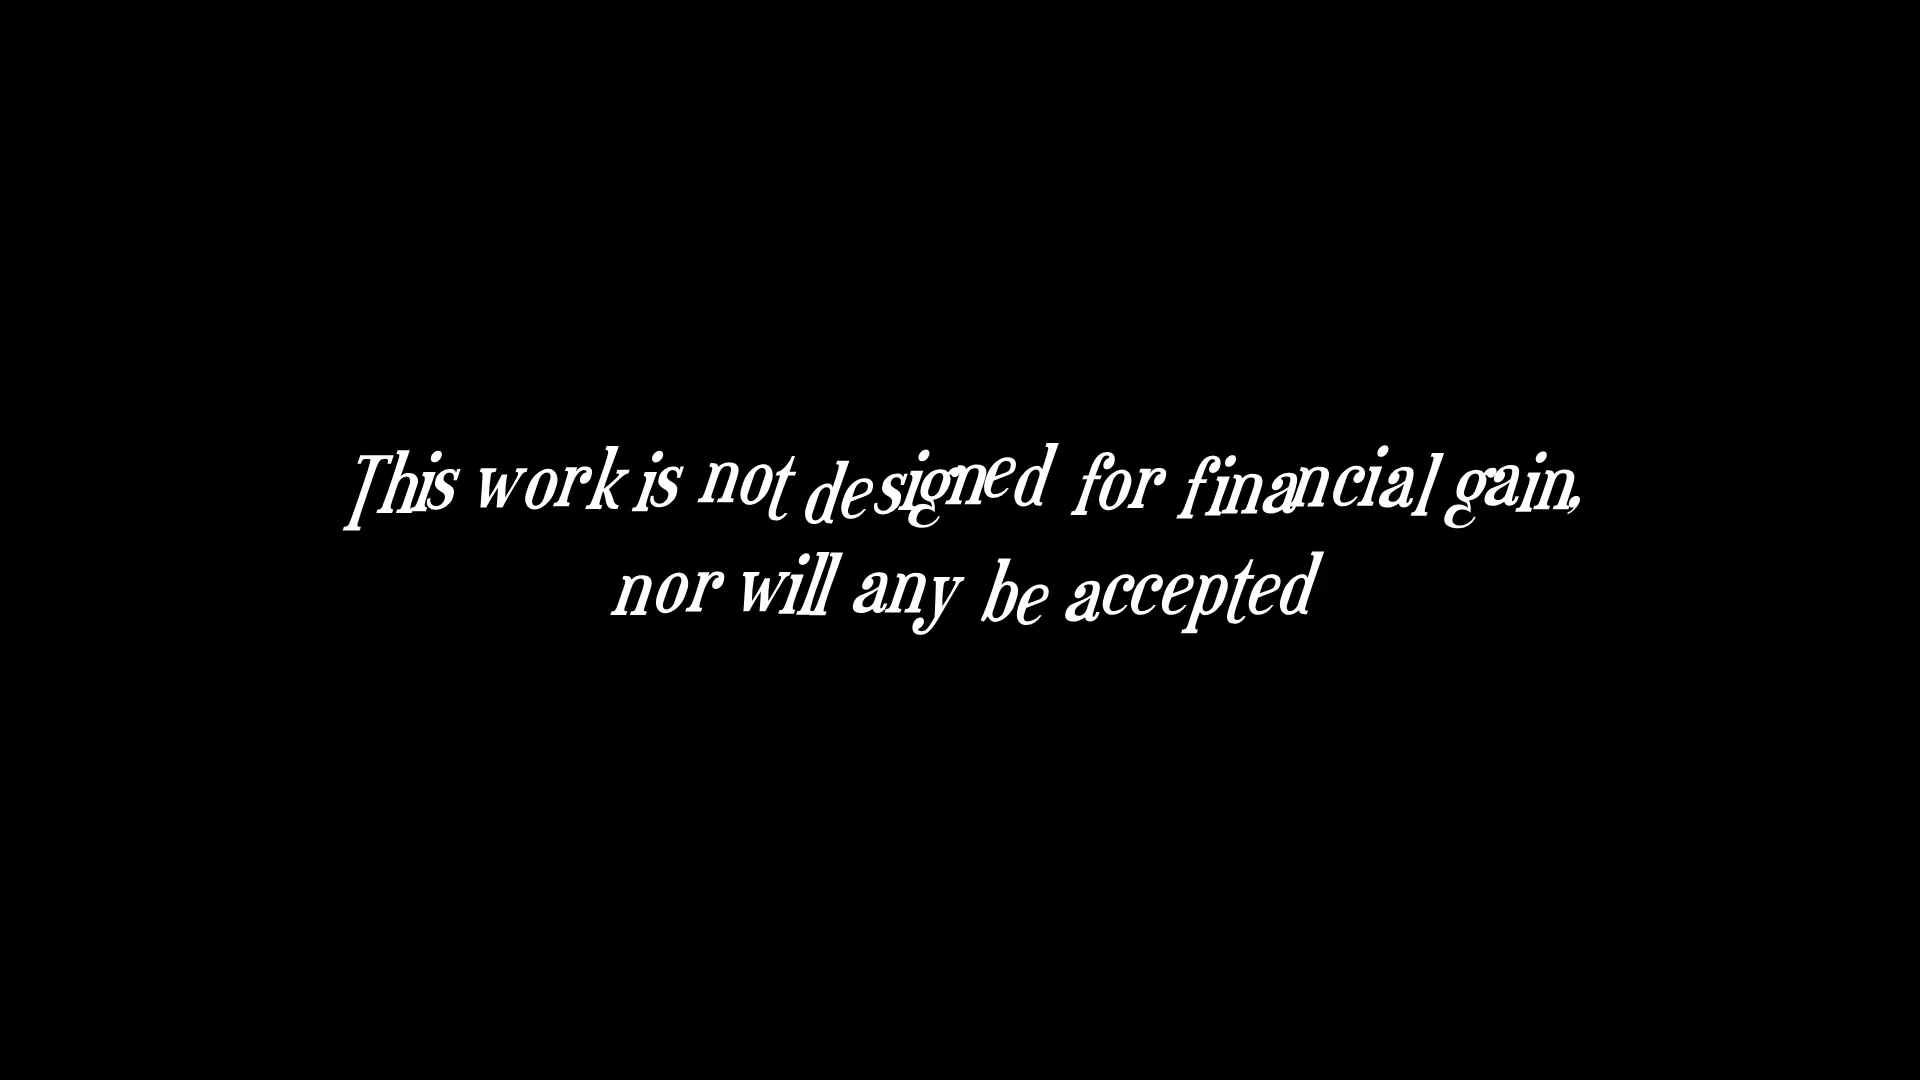 This work is not designed for financial gain,
nor will any be accepted